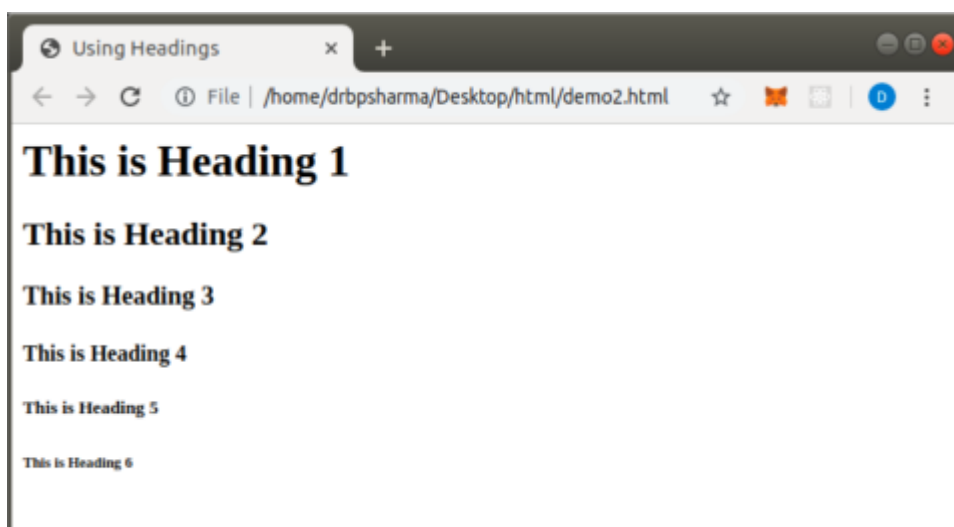 Using Headings
File | /home/drbpsharma/Desktop/html/demo2.html
D
This is Heading 1
This is Heading 2
This is Heading 3
This is Heading 4
This is Heading 5
This is Heading 6